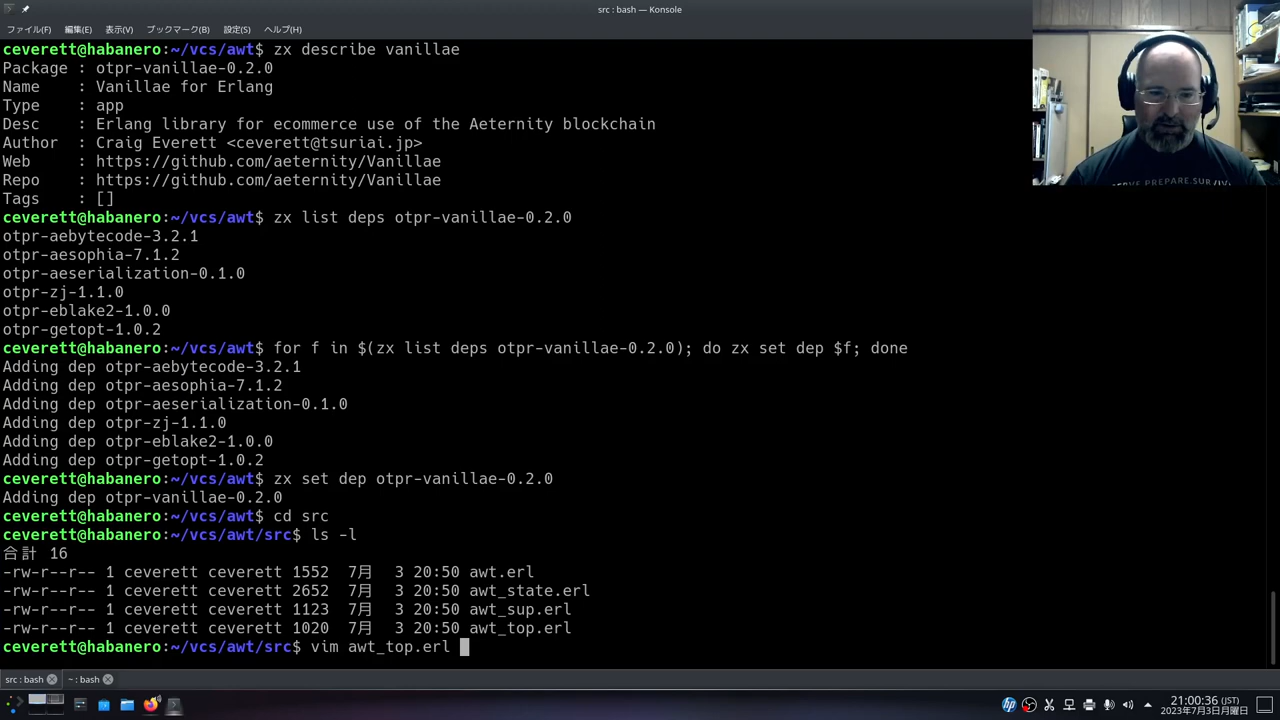 src : bash — Konsole
ファイル(F) 編集(E) 表示(V) ブックマーク(B) 設定(S) ヘルプ(H)
ceverett@habanero:~/vcs/awt$ zx describe vanillae
Package : otpr-vanillae-0.2.0
Name    : Vanillae for Erlang
Type    : app
Desc    : Erlang library for ecommerce use of the Aeternity blockchain
Author  : Craig Everett <ceverett@tsuriai.jp>
Web     : https://github.com/aeternity/Vanillae
Repo    : https://github.com/aeternity/Vanillae
Tags    : []
ceverett@habanero:~/vcs/awt$ zx list deps otpr-vanillae-0.2.0
otpr-aebytecode-3.2.1
otpr-aesophia-7.1.2
otpr-aeserialization-0.1.0
otpr-zj-1.1.0
otpr-eblake2-1.0.0
otpr-getopt-1.0.2
ceverett@habanero:~/vcs/awt$ for f in $(zx list deps otpr-vanillae-0.2.0); do zx set dep $f; done
Adding dep otpr-aebytecode-3.2.1
Adding dep otpr-aesophia-7.1.2
Adding dep otpr-aeserialization-0.1.0
Adding dep otpr-zj-1.1.0
Adding dep otpr-eblake2-1.0.0
Adding dep otpr-getopt-1.0.2
ceverett@habanero:~/vcs/awt$ zx set dep otpr-vanillae-0.2.0
Adding dep otpr-vanillae-0.2.0
ceverett@habanero:~/vcs/awt$ cd src
ceverett@habanero:~/vcs/awt/src$ ls -l
合計 16
-rw-r--r-- 1 ceverett ceverett 1552  7月  3 20:50 awt.erl
-rw-r--r-- 1 ceverett ceverett 2652  7月  3 20:50 awt_state.erl
-rw-r--r-- 1 ceverett ceverett 1123  7月  3 20:50 awt_sup.erl
-rw-r--r-- 1 ceverett ceverett 1020  7月  3 20:50 awt_top.erl
ceverett@habanero:~/vcs/awt/src$ vim awt_top.erl
src : bash ~ : bash
21:00:36 (JST)
2023年7月3日月曜日